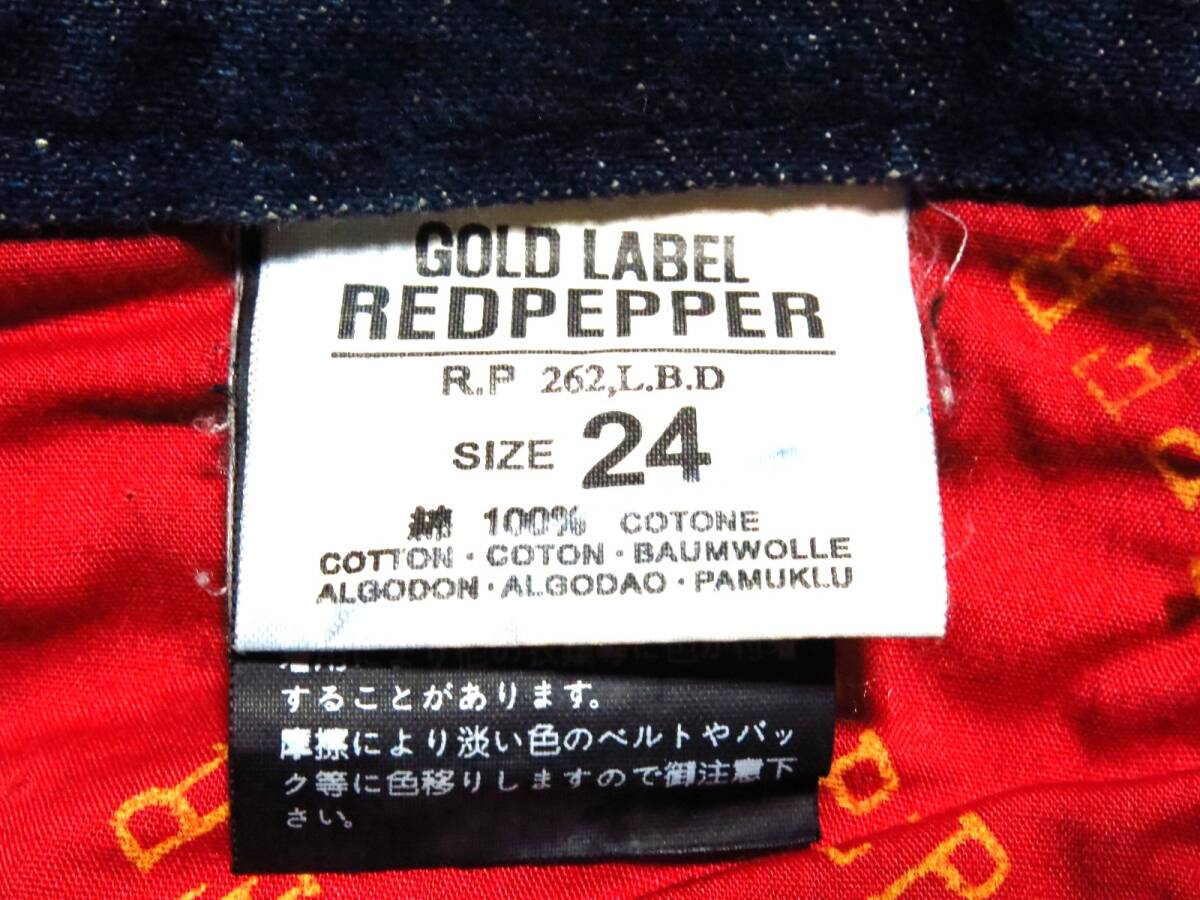 GOLD LABEL
REDPEPPER
R.P 262,L.B.D
SIZE 24
綿 100% COTONE
COTTON · COTON · BAUMWOLLE
ALGODON · ALGODAO · PAMUKLU
することがあります。
摩擦により淡い色のベルトやバッ
ク等に色移りしますので御注意下
さい。